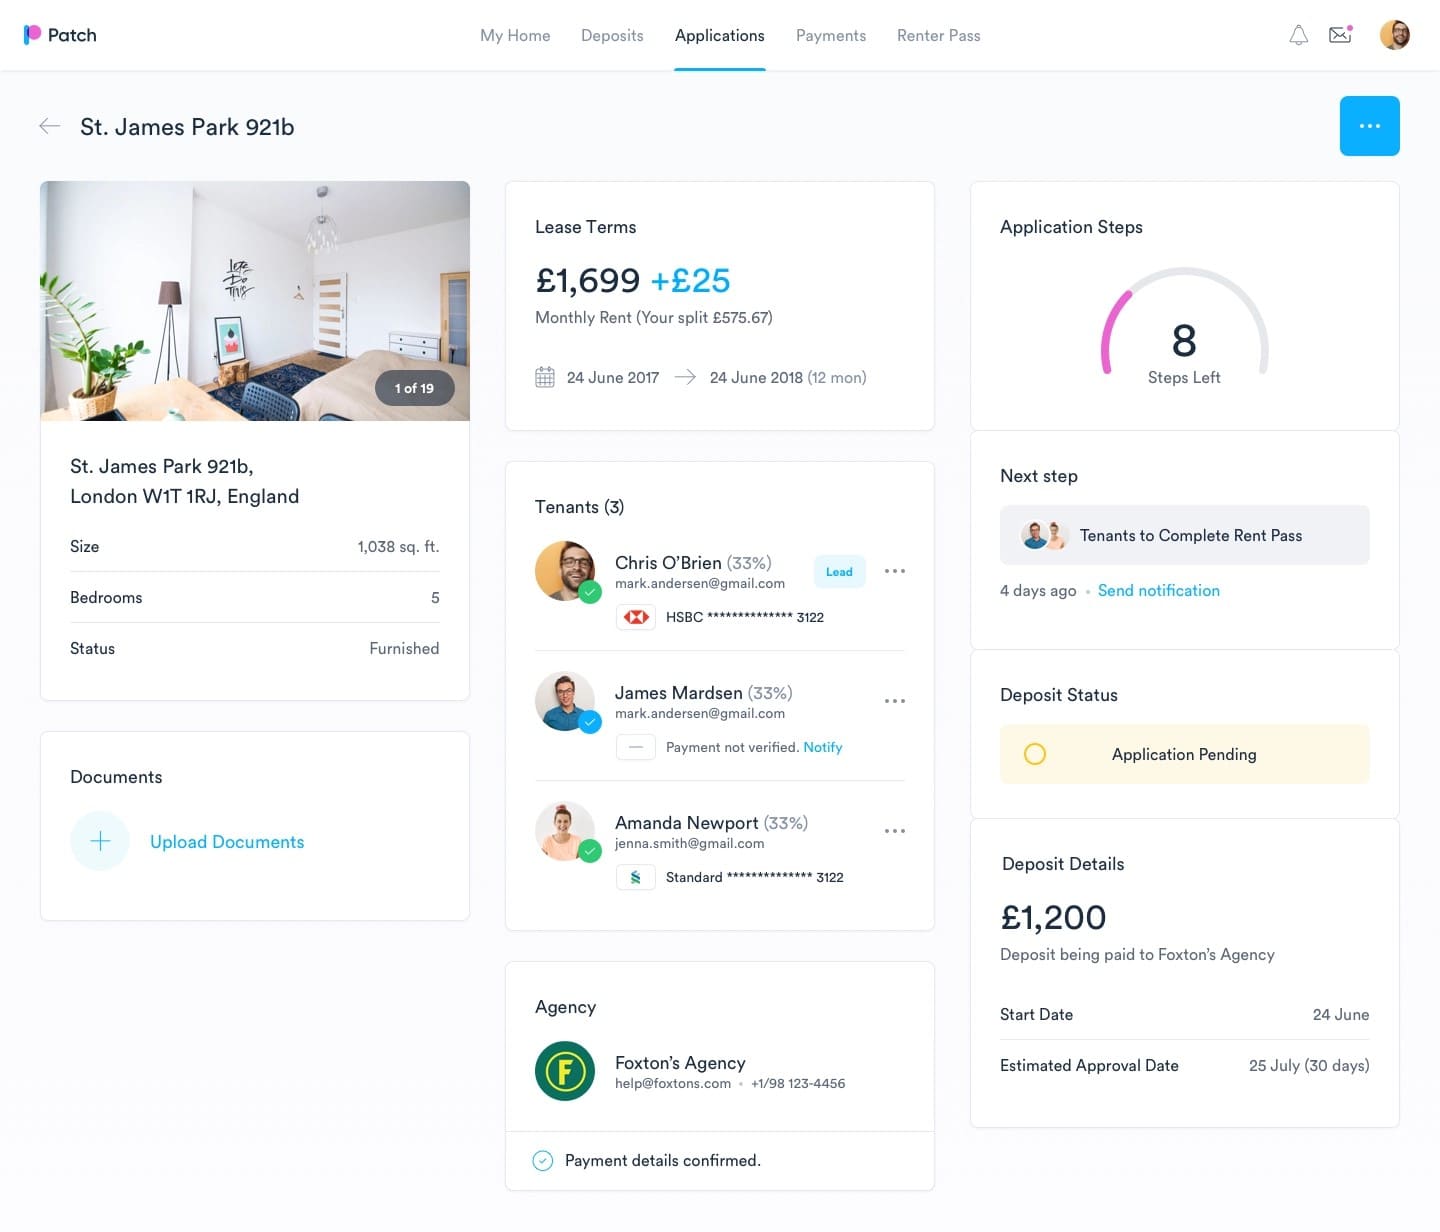 Patch
My Home
Deposits
Applications
Payments
Renter Pass
St. James Park 921b
LETS
DO
THIS
1 of 19
St. James Park 921b,
London W1T 1RJ, England
Size 1,038 sq. ft.
Bedrooms 5
Status Furnished
Documents
Upload Documents
Lease Terms
£1,699 +£25
Monthly Rent (Your split £575.67)
24 June 2017 → 24 June 2018 (12 mon)
Tenants (3)
Chris O’Brien (33%)
mark.andersen@gmail.com
Lead
HSBC ************** 3122
James Mardsen (33%)
mark.andersen@gmail.com
Payment not verified. Notify
Amanda Newport (33%)
jenna.smith@gmail.com
Standard ************** 3122
Agency
F
Foxton’s Agency
help@foxtons.com • +1/98 123-4456
Payment details confirmed.
Application Steps
8
Steps Left
Next step
Tenants to Complete Rent Pass
4 days ago • Send notification
Deposit Status
Application Pending
Deposit Details
£1,200
Deposit being paid to Foxton’s Agency
Start Date 24 June
Estimated Approval Date 25 July (30 days)